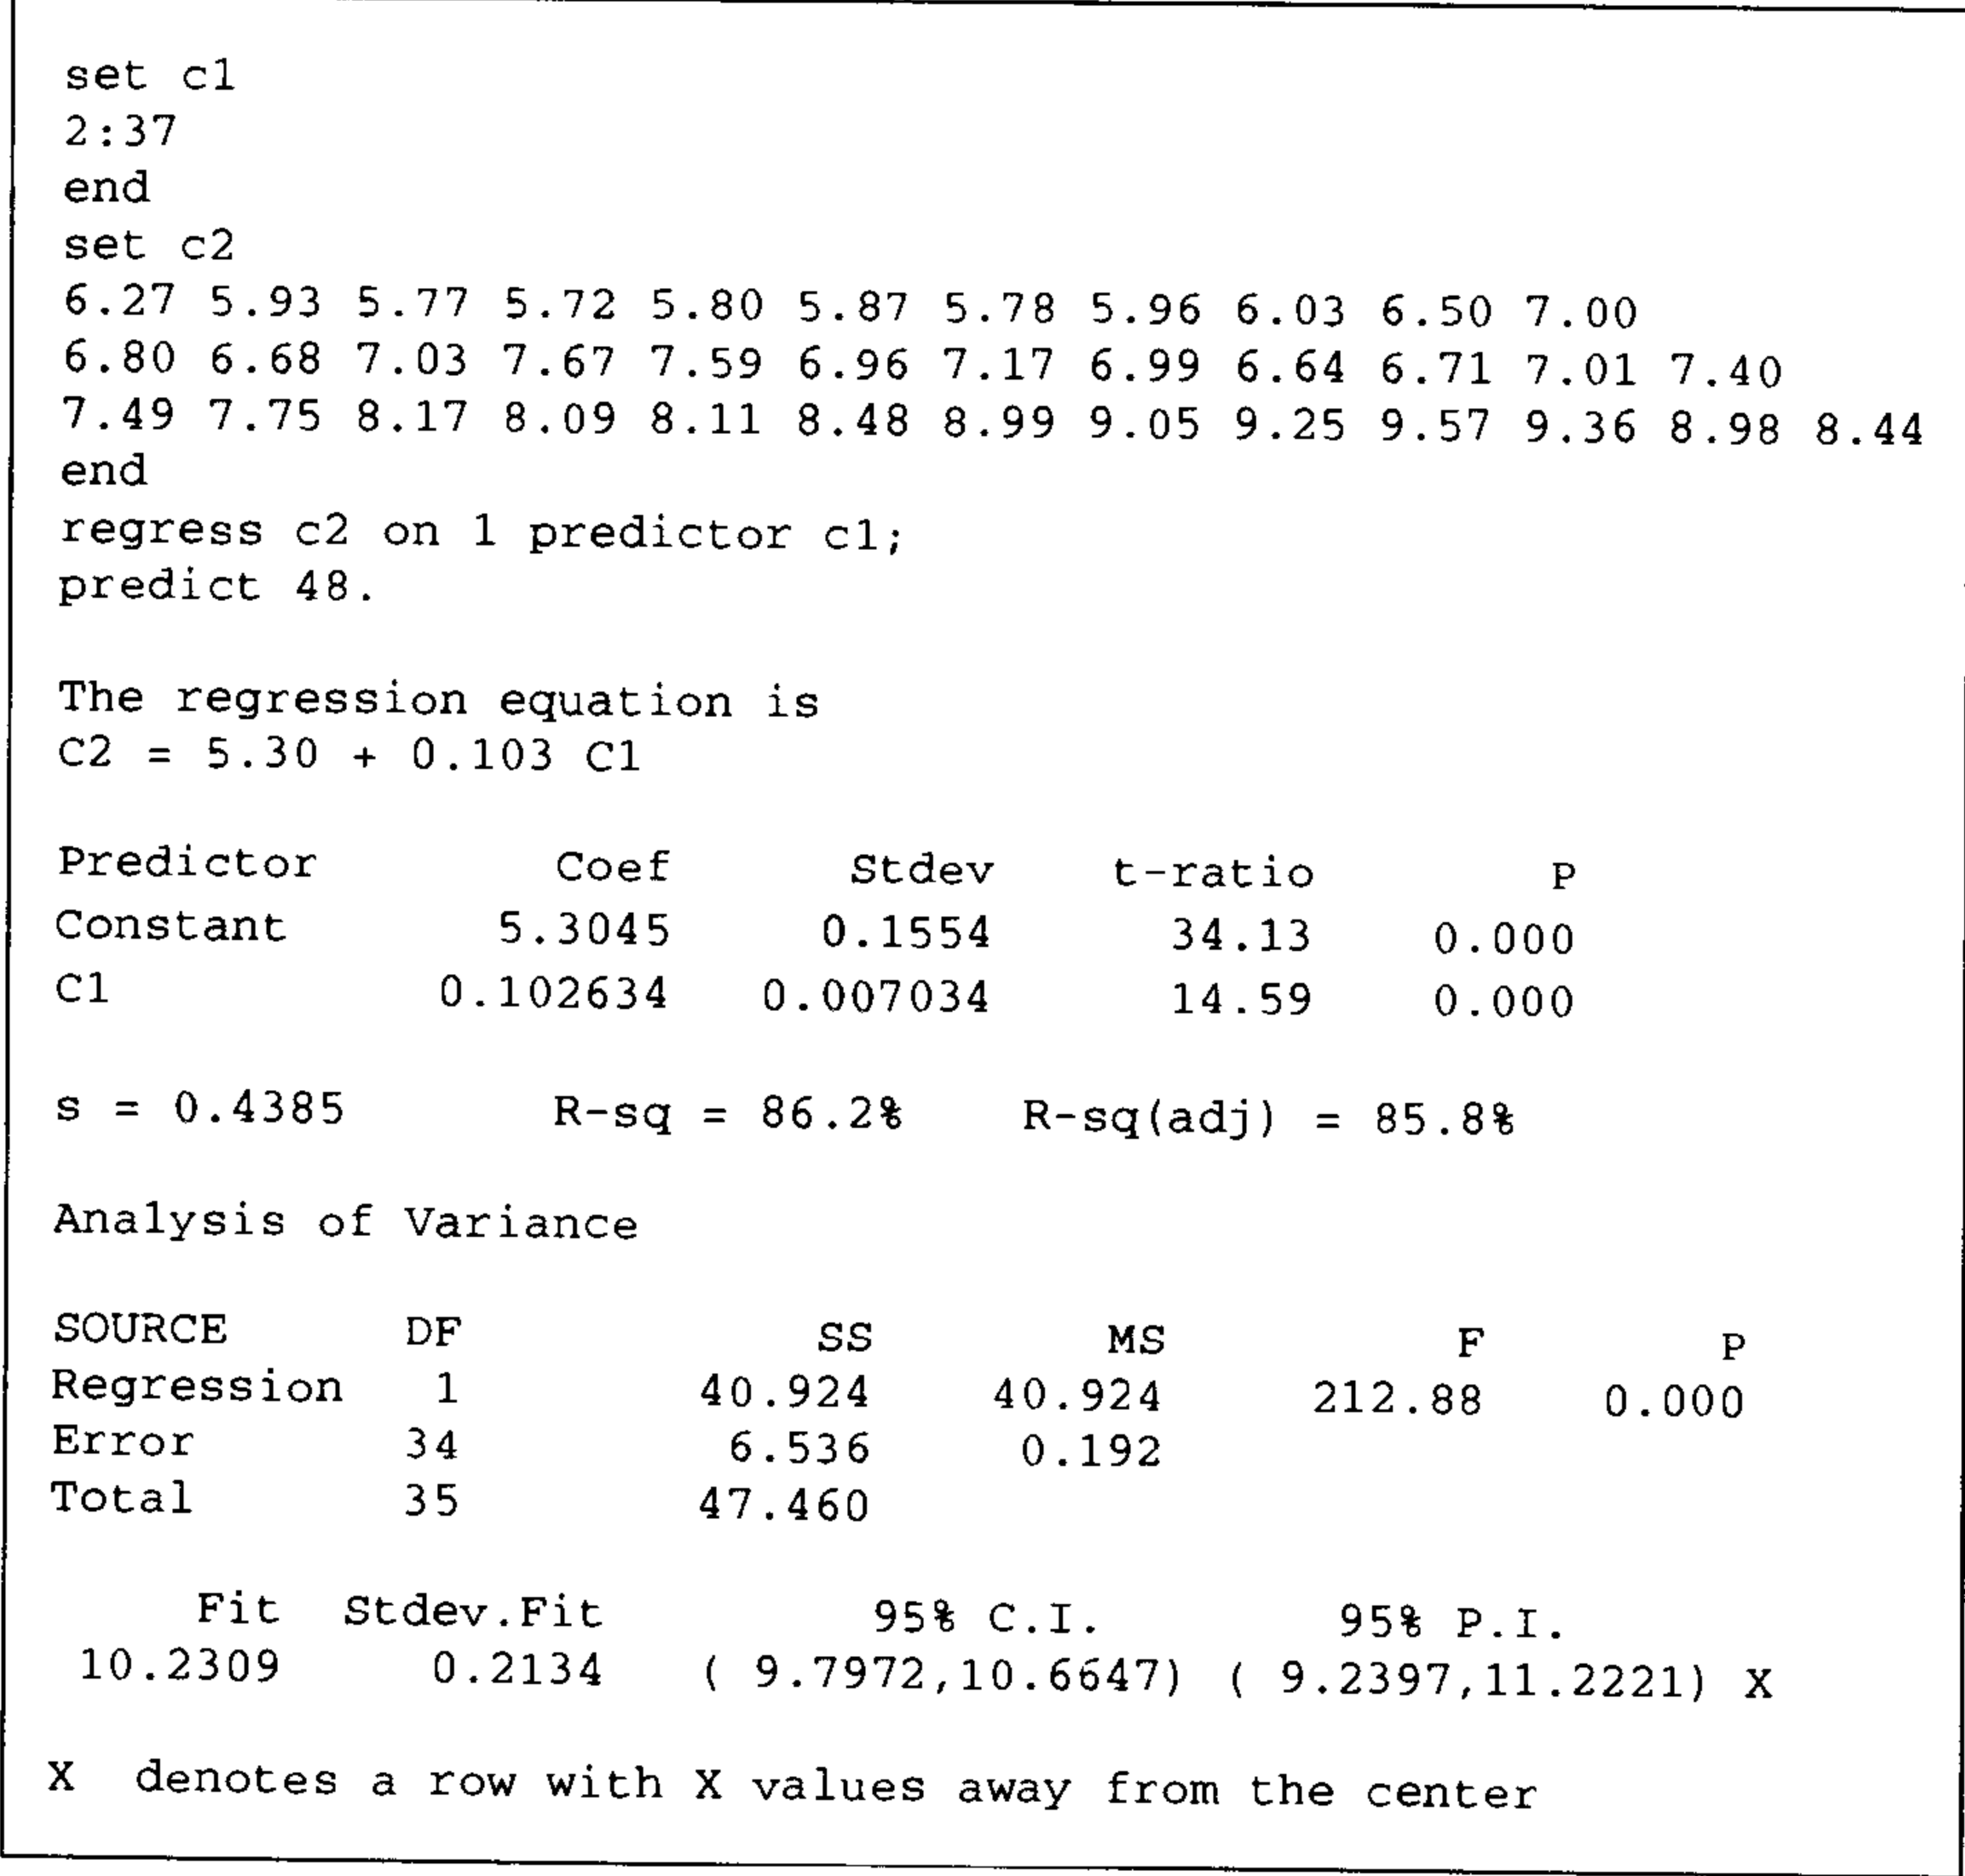 set c1
2:37
end
set c2
6.27 5.93 5.77 5.72 5.80 5.87 5.78 5.96 6.03 6.50 7.00
6.80 6.68 7.03 7.67 7.59 6.96 7.17 6.99 6.64 6.71 7.01 7.40
7.49 7.75 8.17 8.09 8.11 8.48 8.99 9.05 9.25 9.57 9.36 8.98 8.44
end
regress c2 on 1 predictor c1;
predict 48.
The regression equation is
C2 = 5.30 + 0.103 C1
Predictor Coef Stdev t-ratio P
Constant 5.3045 0.1554 34.13 0.000
C1 0.102634 0.007034 14.59 0.000
s = 0.4385 R-sq = 86.2% R-sq(adj) = 85.8%
Analysis of Variance
SOURCE DF SS MS F P
Regression 1 40.924 40.924 212.88 0.000
Error 34 6.536 0.192
Total 35 47.460
Fit Stdev.Fit 95% C.I. 95% P.I.
10.2309 0.2134 ( 9.7972,10.6647) ( 9.2397,11.2221) X
X denotes a row with X values away from the center